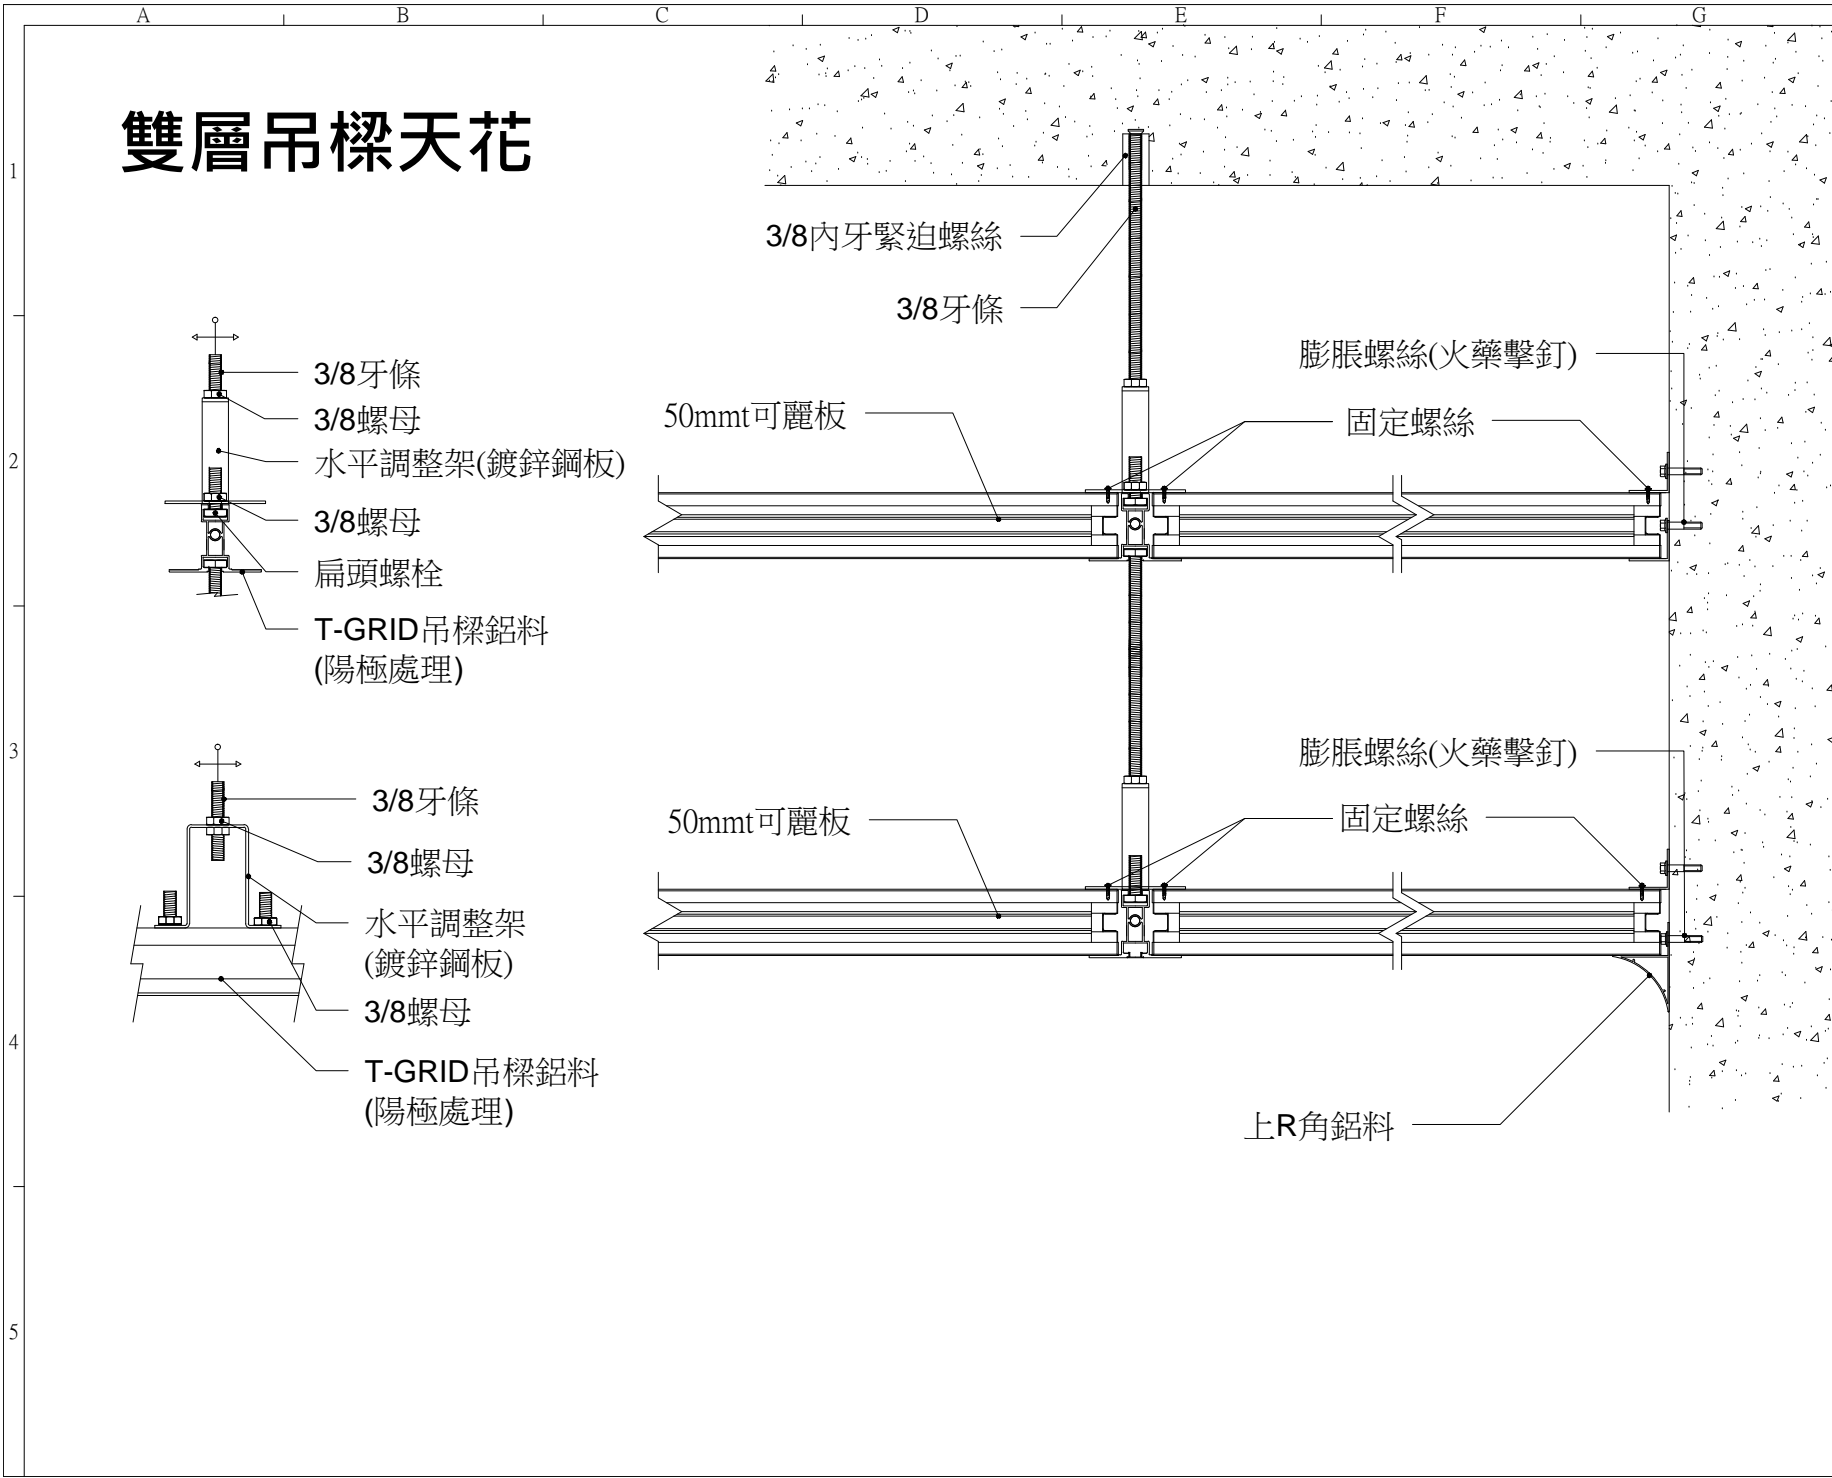 A B C D E F G
雙層吊樑天花
1
2
3
4
5
3/8內牙緊迫螺絲
3/8牙條
膨脹螺絲(火藥擊釘)
50mmt可麗板
固定螺絲
3/8牙條
3/8螺母
水平調整架(鍍鋅鋼板)
3/8螺母
扁頭螺栓
T-GRID吊樑鋁料
(陽極處理)
膨脹螺絲(火藥擊釘)
50mmt可麗板
固定螺絲
3/8牙條
3/8螺母
水平調整架
(鍍鋅鋼板)
3/8螺母
T-GRID吊樑鋁料
(陽極處理)
上R角鋁料